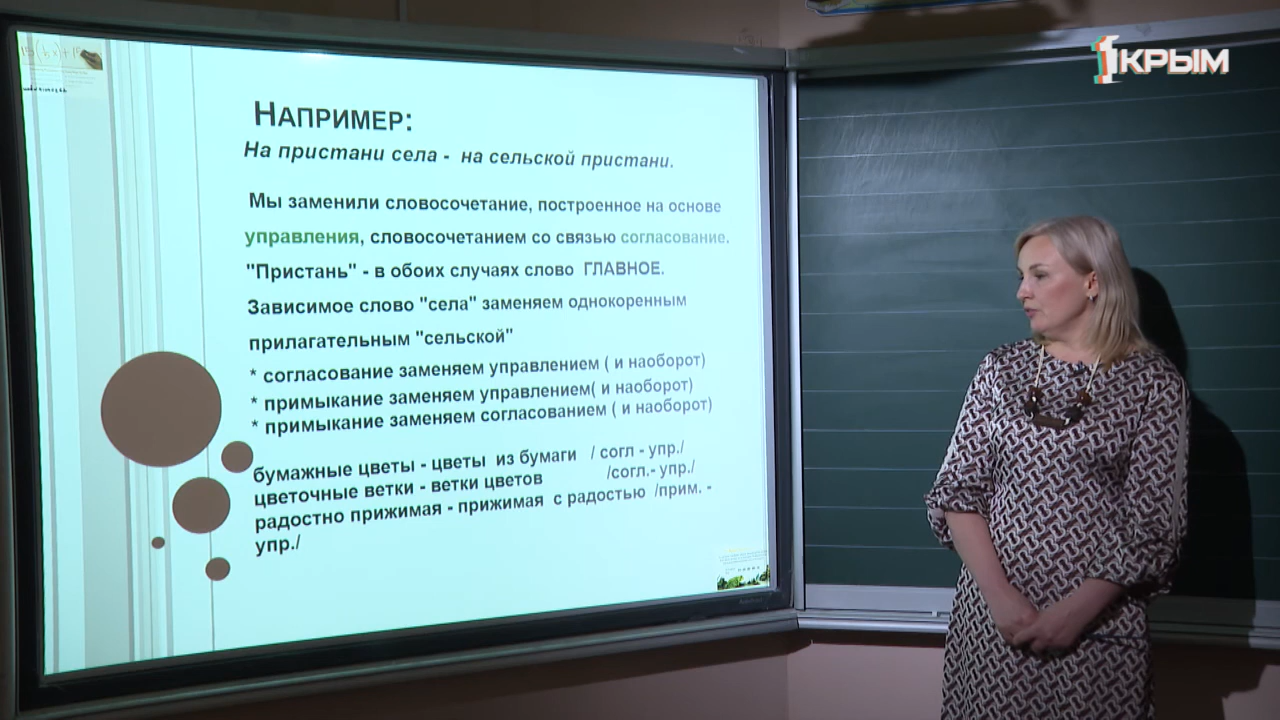 1КРЫМ
НАПРИМЕР:
На пристани села - на сельской пристани.
Мы заменили словосочетание, построенное на основе
управления, словосочетанием со связью согласование.
"Пристань" - в обоих случаях слово ГЛАВНОЕ.
Зависимое слово "села" заменяем однокоренным
прилагательным "сельской"
* согласование заменяем управлением ( и наоборот)
* примыкание заменяем управлением( и наоборот)
* примыкание заменяем согласованием ( и наоборот)
бумажные цветы - цветы из бумаги / согл - упр./
цветочные ветки - ветки цветов /согл.- упр./
радостно прижимая - прижимая с радостью /прим. -
упр./